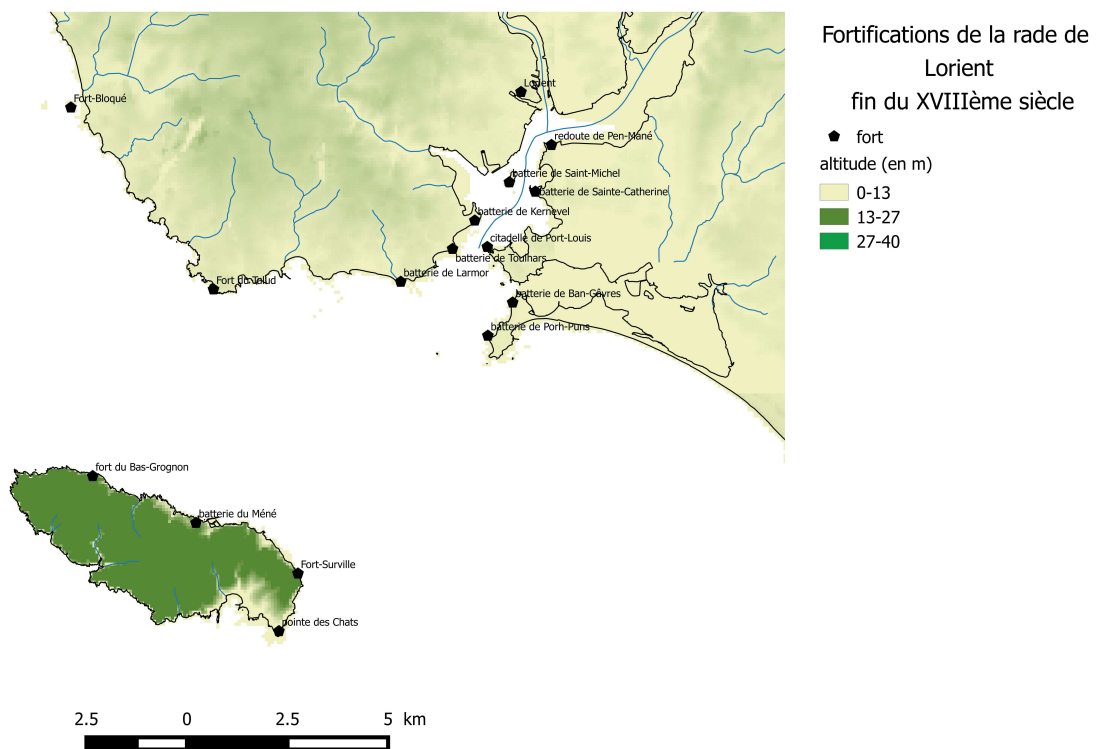 Fortifications de la rade de
Lorient
fin du XVIIIème siècle
fort
altitude (en m)
0-13
13-27
27-40
Lorient
Fort-Bloqué
redoute de Pen-Mané
batterie de Saint-Michel
batterie de Sainte-Catherine
batterie de Kernevel
citadelle de Port-Louis
batterie de Toulhars
batterie de Larmor
Fort du Talud
batterie de Ban-Gâvres
batterie de Porh-Puns
fort du Bas-Grognon
batterie du Méné
Fort-Surville
pointe des Chats
2.5 0 2.5 5 km